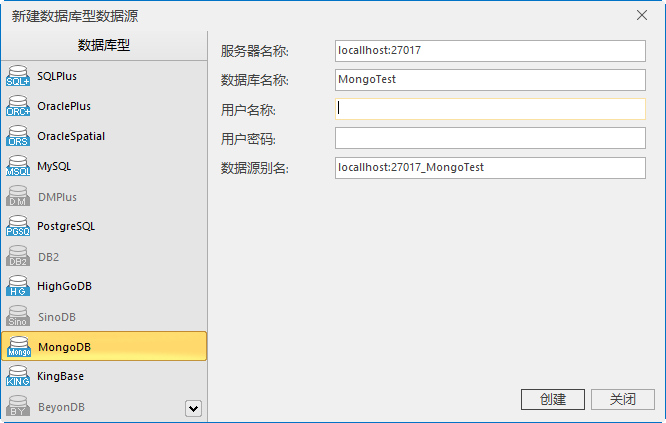 新建数据库型数据源
数据库型
SQL+ SQLPlus
ORC+ OraclePlus
ORS OracleSpatial
MSQL MySQL
DM DMPlus
PGSQ PostgreSQL
DB2 DB2
HG HighGoDB
Sino SinoDB
Mongo MongoDB
KING KingBase
BY BeyonDB
服务器名称: localhost:27017
数据库名称: MongoTest
用户名称:
用户密码:
数据源别名: localhost:27017_MongoTest
创建 关闭